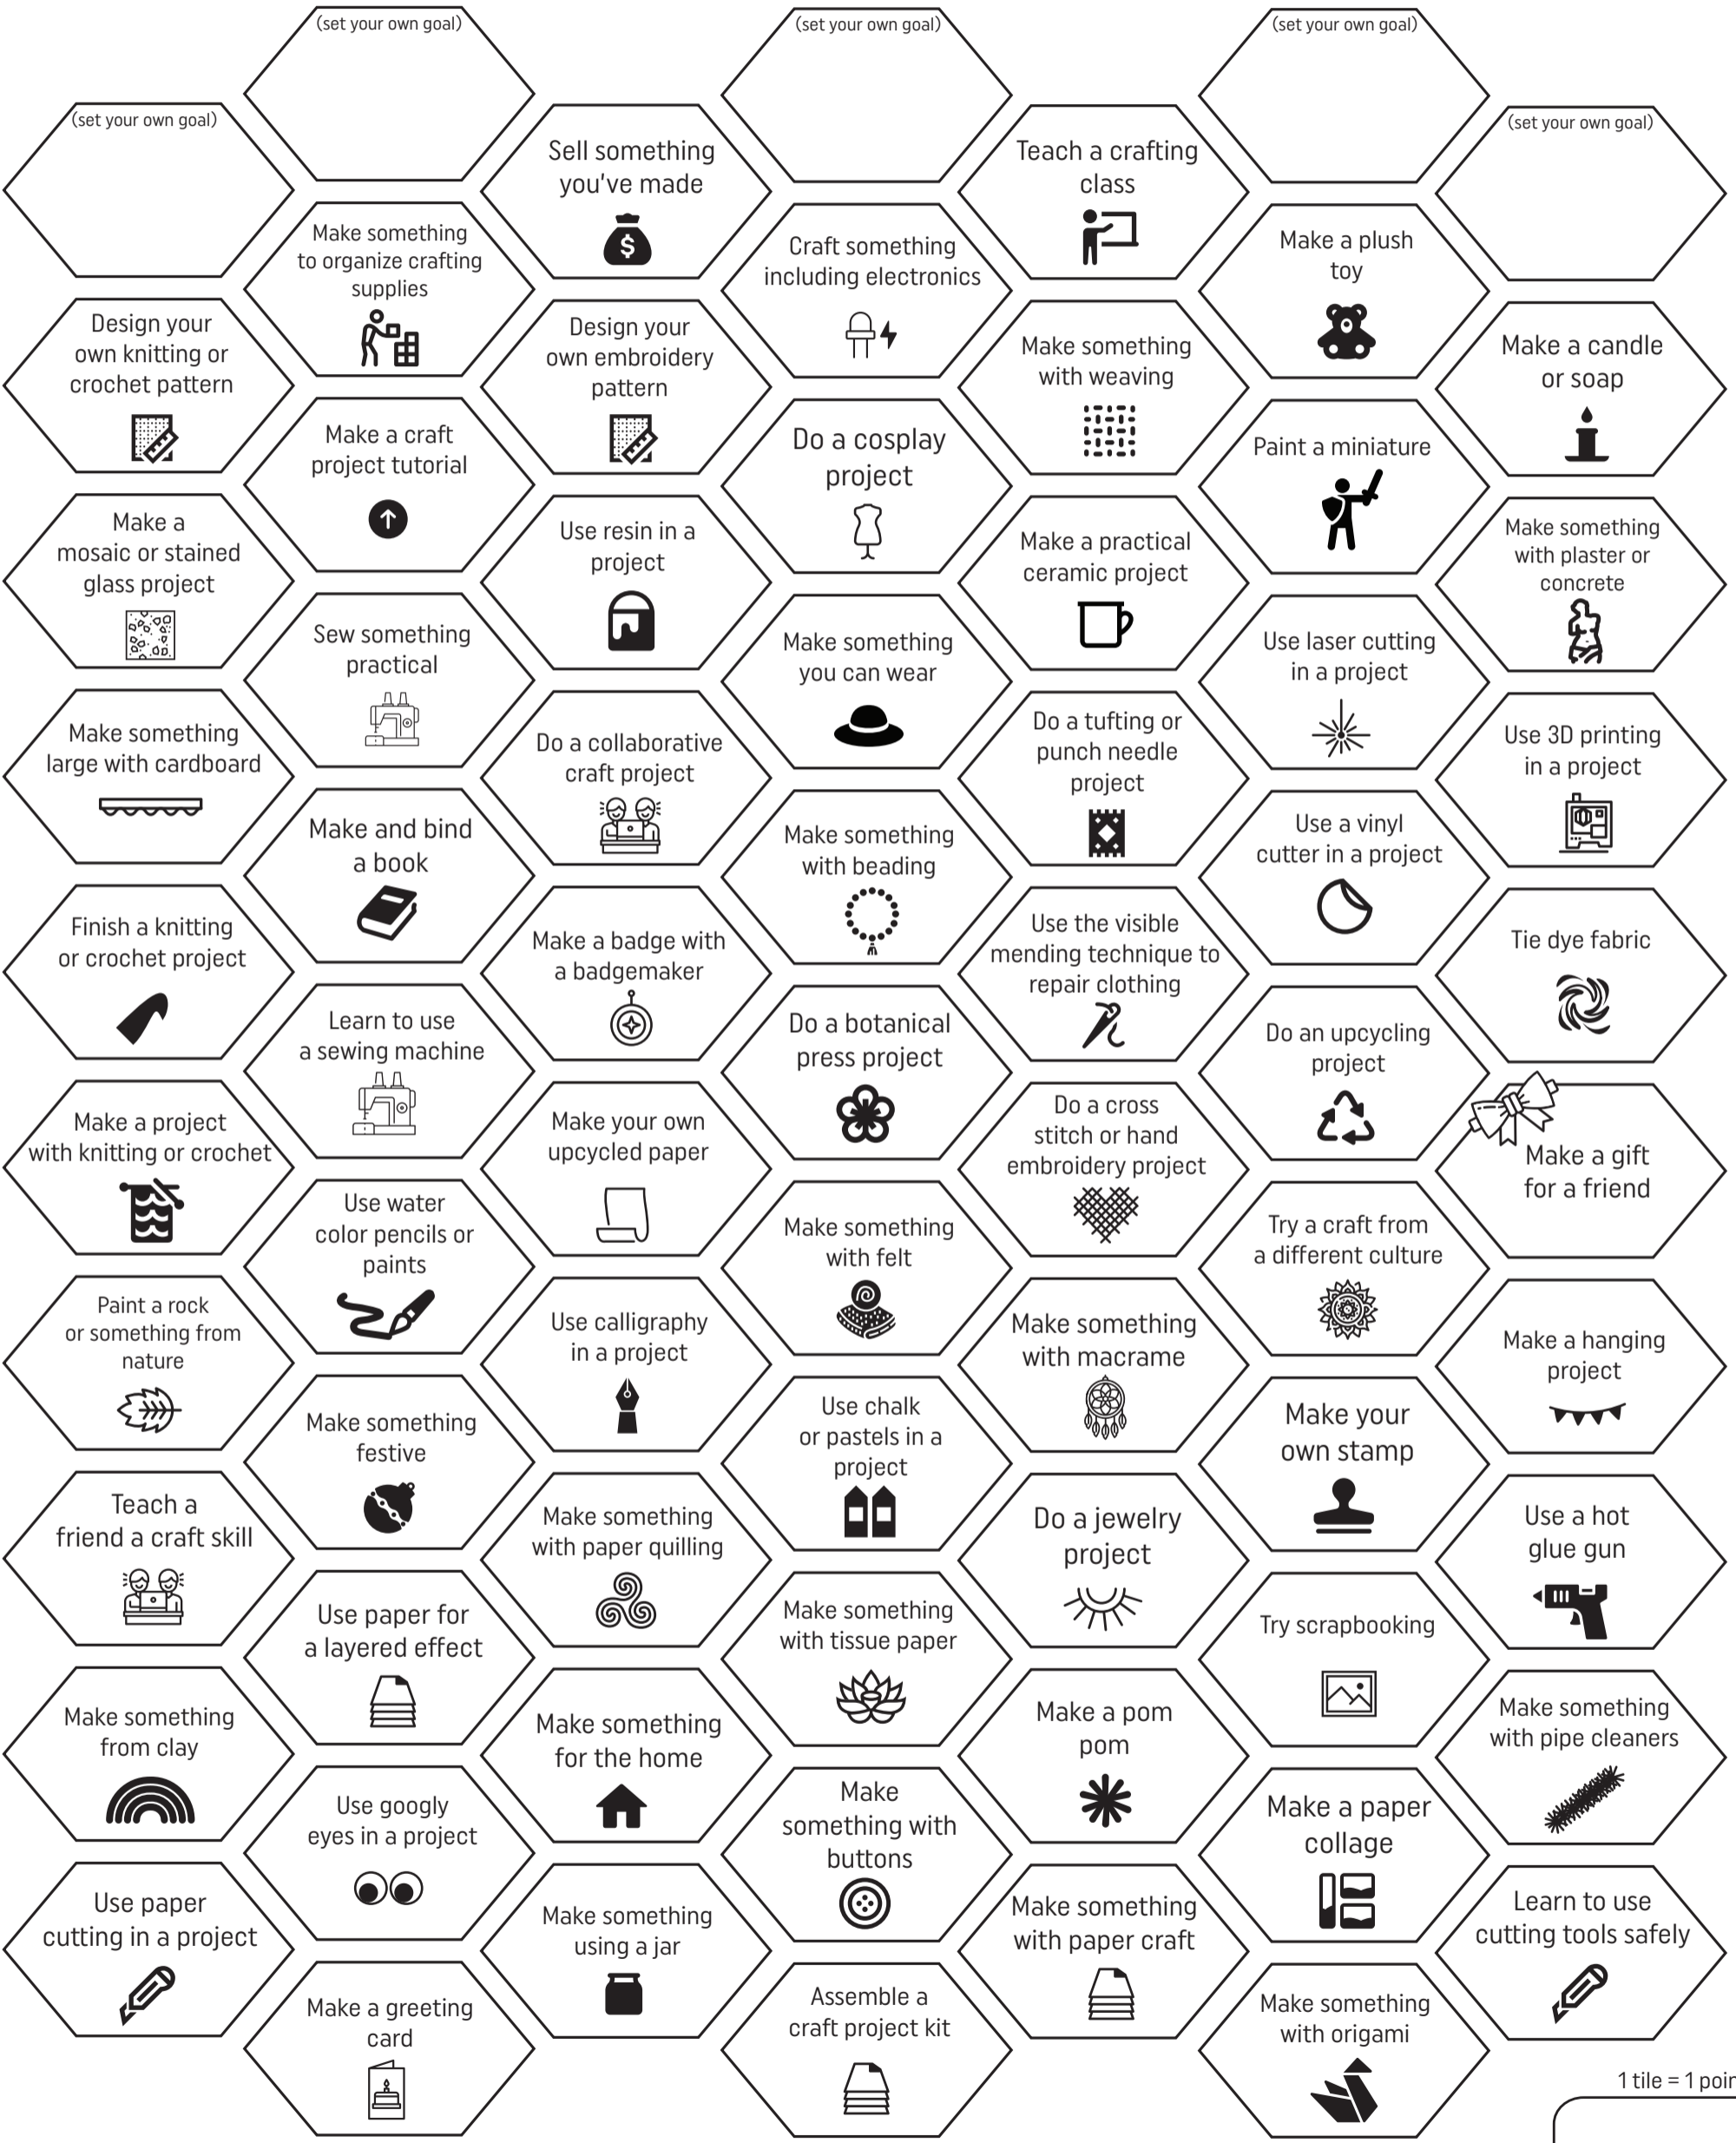 (set your own goal)
(set your own goal)
(set your own goal)
(set your own goal)
(set your own goal)
Sell something
you've made
Teach a crafting
class
Make something
to organize crafting
supplies
Craft something
including electronics
Make a plush
toy
Design your
own knitting or
crochet pattern
Design your
own embroidery
pattern
Make something
with weaving
Make a candle
or soap
Make a craft
project tutorial
Do a cosplay
project
Paint a miniature
Make a
mosaic or stained
glass project
Use resin in a
project
Make a practical
ceramic project
Make something
with plaster or
concrete
Sew something
practical
Make something
you can wear
Use laser cutting
in a project
Make something
large with cardboard
Do a collaborative
craft project
Do a tufting or
punch needle
project
Use 3D printing
in a project
Make and bind
a book
Make something
with beading
Use a vinyl
cutter in a project
Finish a knitting
or crochet project
Make a badge with
a badgemaker
Use the visible
mending technique to
repair clothing
Tie dye fabric
Learn to use
a sewing machine
Do a botanical
press project
Do an upcycling
project
Make a project
with knitting or crochet
Make your own
upcycled paper
Do a cross
stitch or hand
embroidery project
Make a gift
for a friend
Use water
color pencils or
paints
Make something
with felt
Try a craft from
a different culture
Paint a rock
or something from
nature
Use calligraphy
in a project
Make something
with macrame
Make a hanging
project
Make something
festive
Use chalk
or pastels in a
project
Make your
own stamp
Teach a
friend a craft skill
Make something
with paper quilling
Do a jewelry
project
Use a hot
glue gun
Use paper for
a layered effect
Make something
with tissue paper
Try scrapbooking
Make something
from clay
Make something
for the home
Make a pom
pom
Make something
with pipe cleaners
Use googly
eyes in a project
Make
something with
buttons
Make a paper
collage
Use paper
cutting in a project
Make something
using a jar
Make something
with paper craft
Learn to use
cutting tools safely
Make a greeting
card
Assemble a
craft project kit
Make something
with origami
1 tile = 1 poin